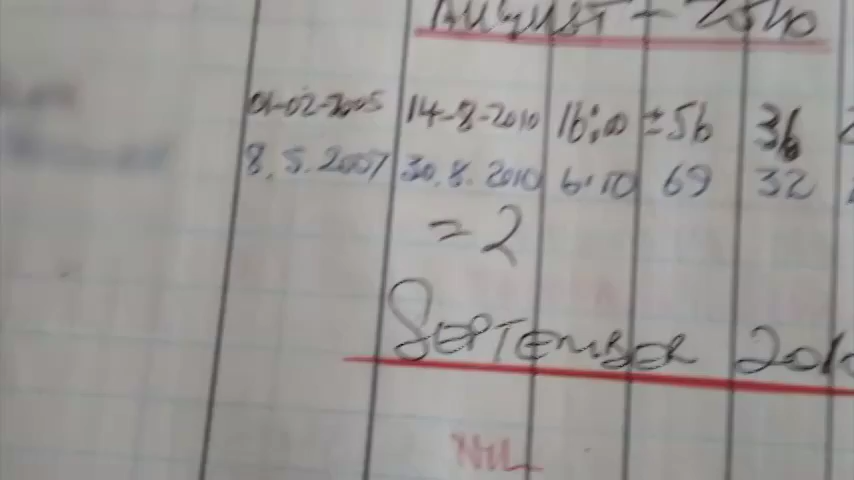 AUGUST - 2010
01-02-2005 14-8-2010 16:00 ± 56 36
8.5.2007 30.8.2010 6.10 69 32
= 2
SEPTEMBER 2010
NIL